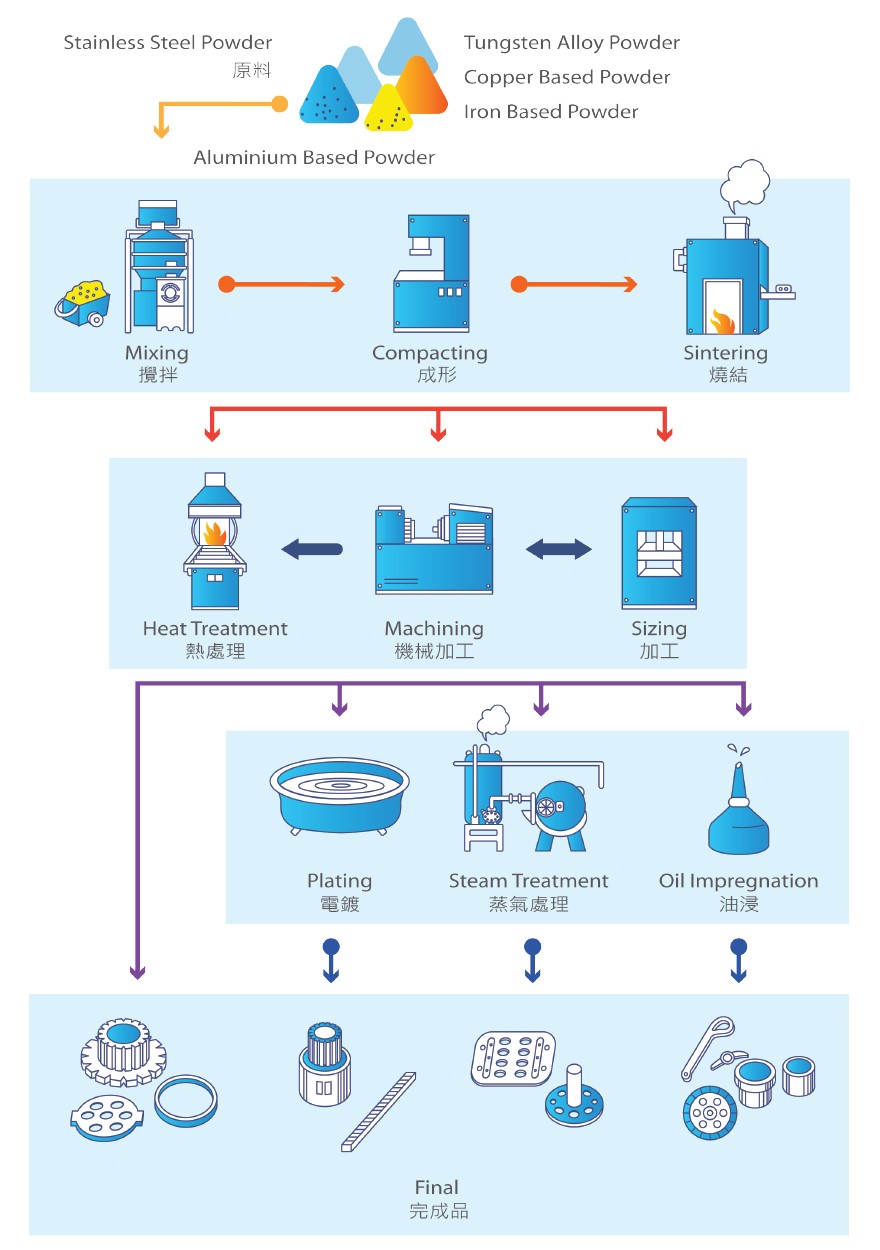 Stainless Steel Powder
原料
Tungsten Alloy Powder
Copper Based Powder
Iron Based Powder
Aluminium Based Powder
Mixing
攪拌
Compacting
成形
Sintering
燒結
Heat Treatment
熱處理
Machining
機械加工
Sizing
加工
Plating
電鍍
Steam Treatment
蒸氣處理
Oil Impregnation
油浸
Final
完成品